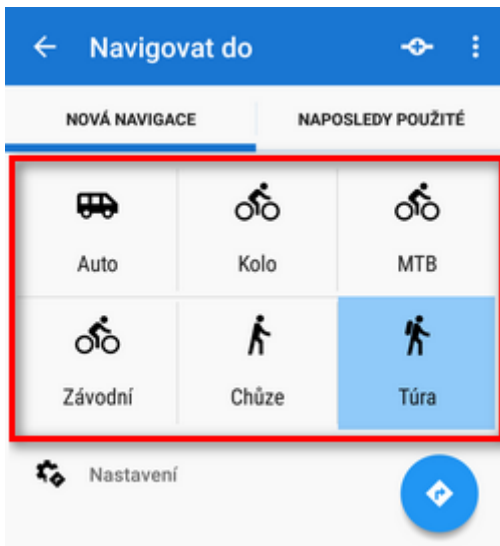 Navigovat do
NOVÁ NAVIGACE NAPOSLEDY POUŽITÉ
Auto Kolo MTB
Závodní Chůze Túra
Nastavení